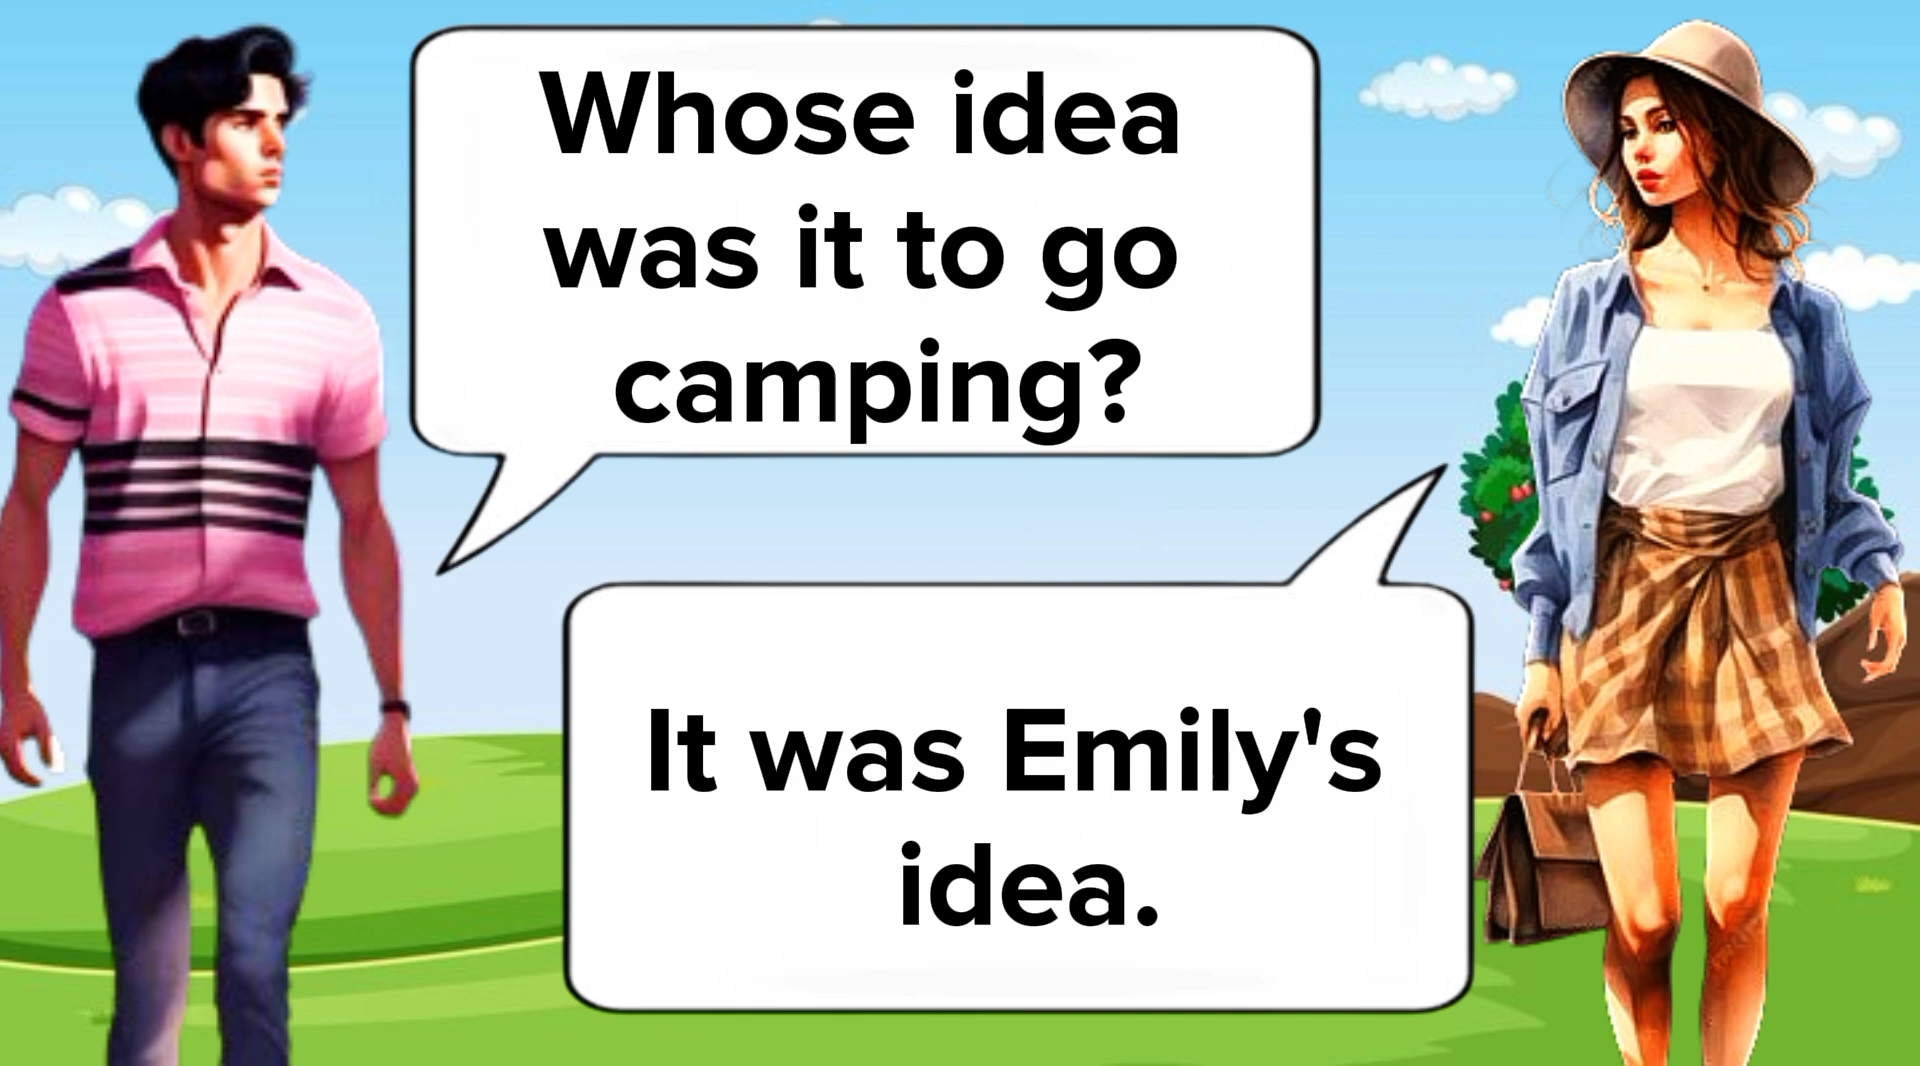 Whose idea
was it to go
camping?
It was Emily's
idea.